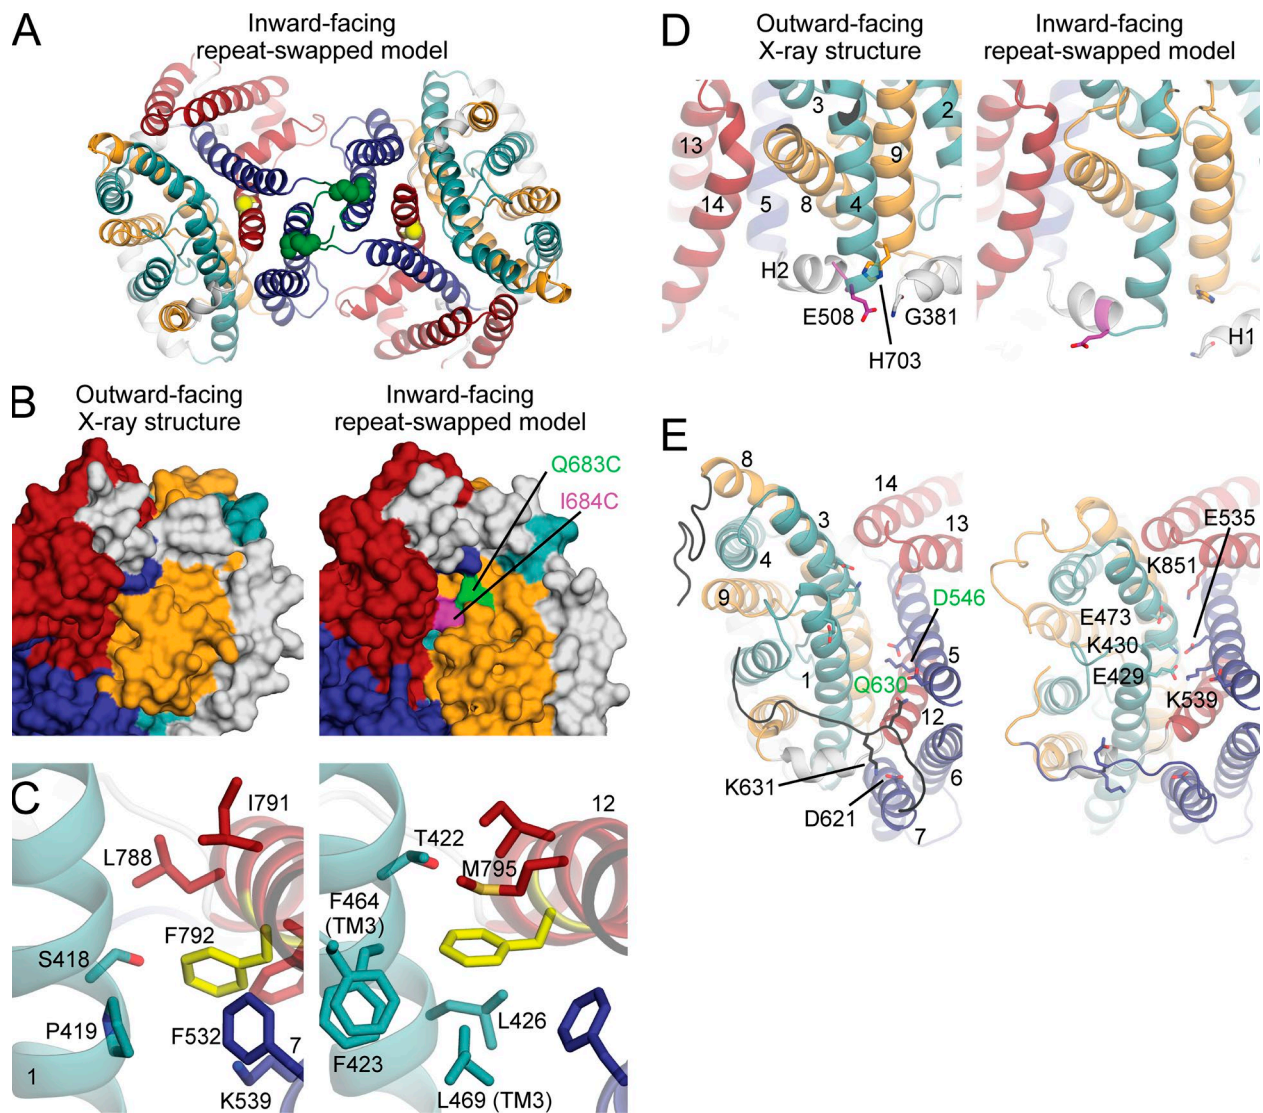 A
Inward-facing
repeat-swapped model
B
Outward-facing
X-ray structure
Inward-facing
repeat-swapped model
Q683C
I684C
C
I791
L788
F792
S418
P419
F532
7
1
K539
12
T422
M795
F464
(TM3)
L426
F423
L469 (TM3)
D
Outward-facing
X-ray structure
Inward-facing
repeat-swapped model
3
2
13
9
14
5
8
4
H2
E508
G381
H703
H1
E
8
14
3
13
4
9
D546
5
1
Q630
12
K631
6
D621
7
E535
K851
E473
K430
E429
K539